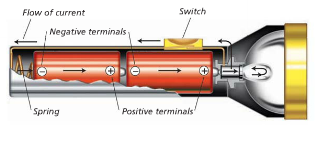 Flow of current
Switch
Negative terminals
− + − +
Spring
Positive terminals